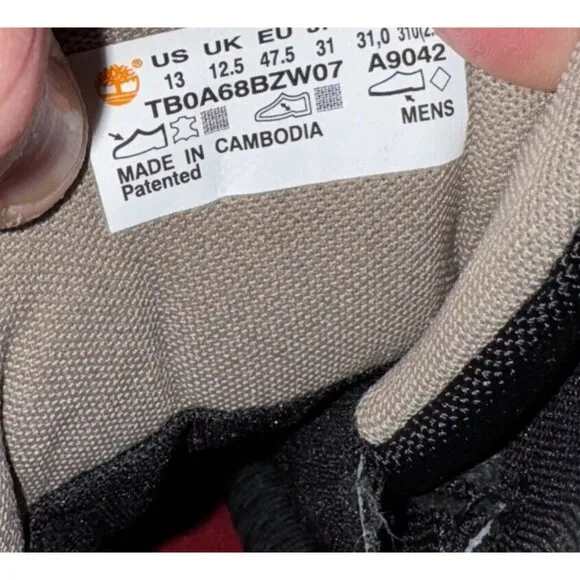 US UK EU
13 12.5 47.5 31 31,0
TB0A68BZW07 A9042
MENS
MADE IN CAMBODIA
Patented
®